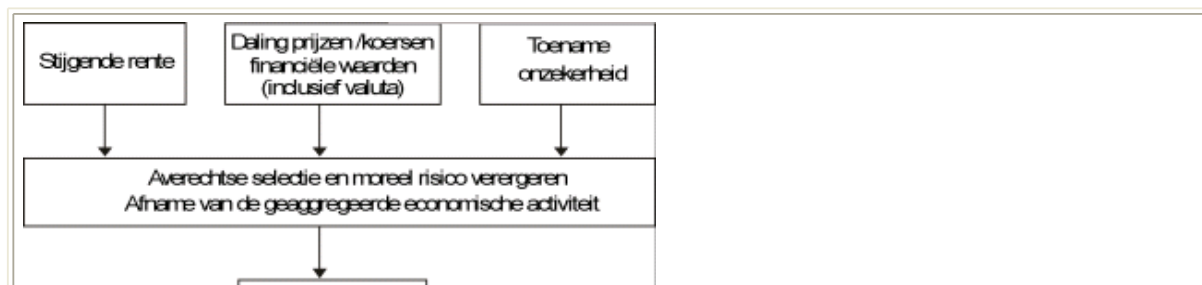 Stijgende rente
Daling prijzen /koersen
financiële waarden
(inclusief valuta)
Toename
onzekerheid
Averechtse selectie en moreel risico verergeren
Afname van de geaggregeerde economische activiteit